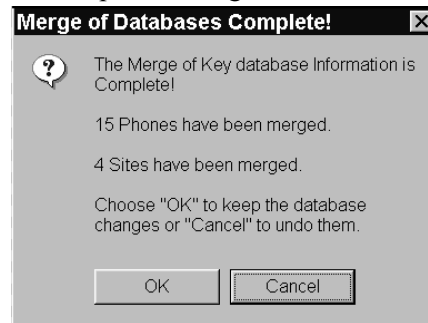 Merge of Databases Complete!
The Merge of Key database Information is
Complete!
15 Phones have been merged.
4 Sites have been merged.
Choose "OK" to keep the database
changes or "Cancel" to undo them.
OK
Cancel